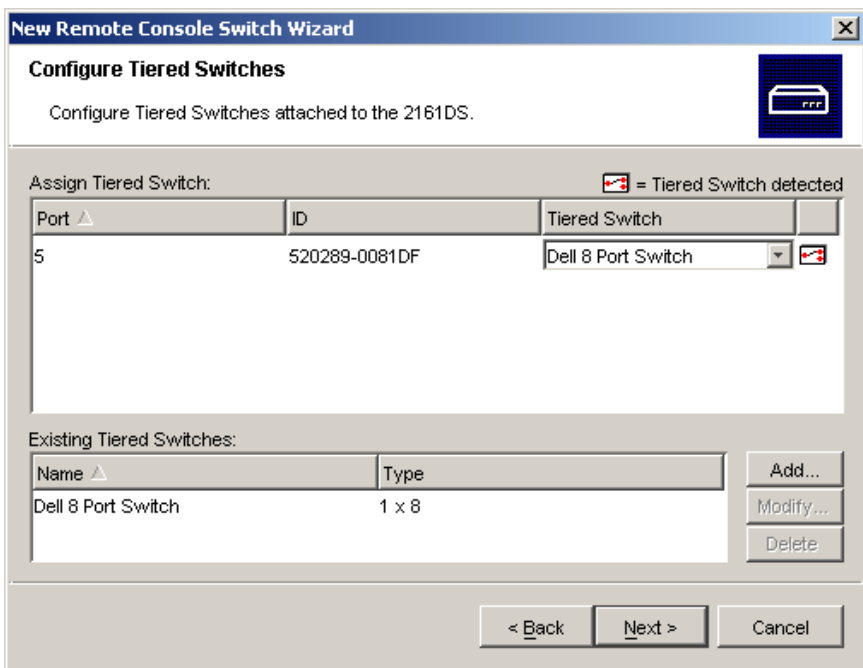 New Remote Console Switch Wizard
Configure Tiered Switches
Configure Tiered Switches attached to the 2161DS.
Assign Tiered Switch:
= Tiered Switch detected
Port ID Tiered Switch
5 520289-0081DF Dell 8 Port Switch
Existing Tiered Switches:
Name Type
Dell 8 Port Switch 1 x 8
Add...
Modify...
Delete
< Back Next > Cancel